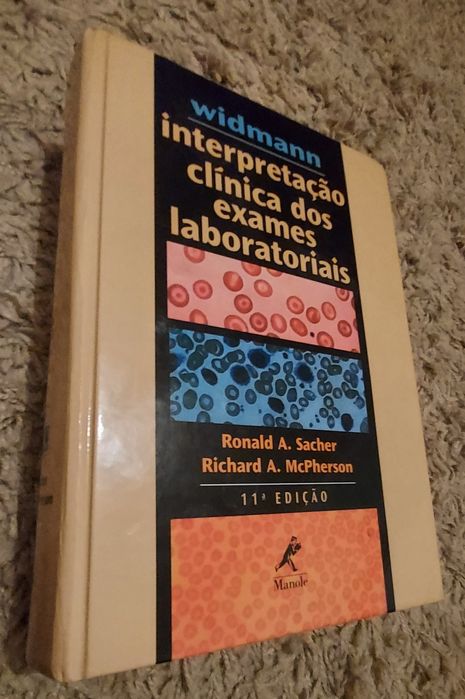 widmann
interpretação
clínica dos
exames
laboratoriais
Ronald A. Sacher
Richard A. McPherson
11ª EDIÇÃO
Manole